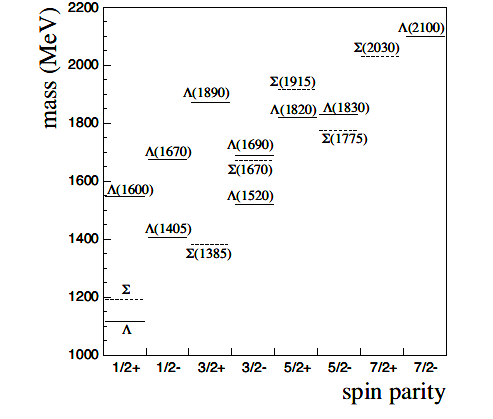 2200
Λ(2100)
Σ(2030)
2000
Σ(1915)
Λ(1890)
Λ(1820) Λ(1830)
1800
Σ(1775)
Λ(1670) Λ(1690)
Σ(1670)
1600
Λ(1600)
Λ(1520)
Λ(1405)
1400
Σ(1385)
Σ
1200
Λ
1000
1/2+ 1/2- 3/2+ 3/2- 5/2+ 5/2- 7/2+ 7/2-
spin parity
mass (MeV)